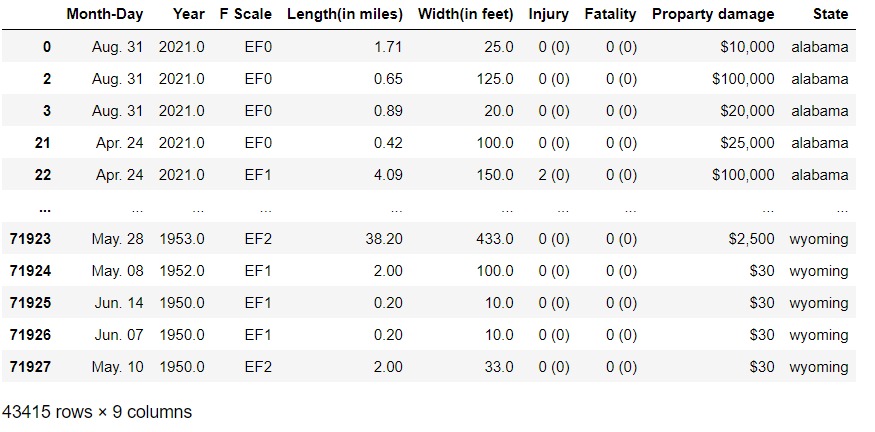 Month-Day Year F Scale Length(in miles) Width(in feet) Injury Fatality Proparty damage State
0 Aug. 31 2021.0 EF0 1.71 25.0 0 (0) 0 (0) $10,000 alabama
2 Aug. 31 2021.0 EF0 0.65 125.0 0 (0) 0 (0) $100,000 alabama
3 Aug. 31 2021.0 EF0 0.89 20.0 0 (0) 0 (0) $20,000 alabama
21 Apr. 24 2021.0 EF0 0.42 100.0 0 (0) 0 (0) $25,000 alabama
22 Apr. 24 2021.0 EF1 4.09 150.0 2 (0) 0 (0) $100,000 alabama
... ... ... ... ... ... ... ... ... ...
71923 May. 28 1953.0 EF2 38.20 433.0 0 (0) 0 (0) $2,500 wyoming
71924 May. 08 1952.0 EF1 2.00 100.0 0 (0) 0 (0) $30 wyoming
71925 Jun. 14 1950.0 EF1 0.20 10.0 0 (0) 0 (0) $30 wyoming
71926 Jun. 07 1950.0 EF1 0.20 10.0 0 (0) 0 (0) $30 wyoming
71927 May. 10 1950.0 EF2 2.00 33.0 0 (0) 0 (0) $30 wyoming
43415 rows × 9 columns